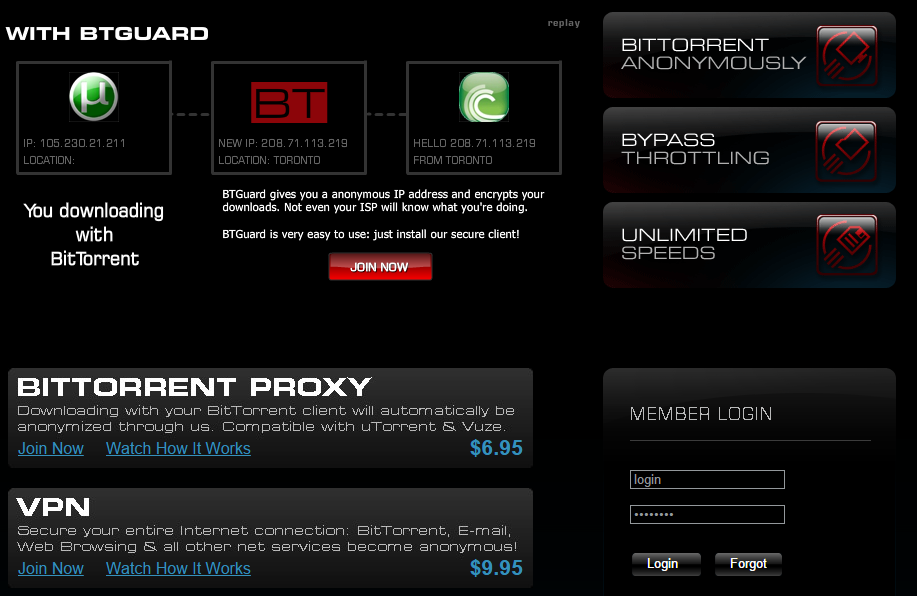 replay
WITH BTGUARD
µ
BT
IP: 105.230.21.211
LOCATION:
NEW IP: 208.71.113.219
LOCATION: TORONTO
HELLO 208.71.113.219
FROM TORONTO
You downloading
with
BitTorrent
BTGuard gives you a anonymous IP address and encrypts your
downloads. Not even your ISP will know what you're doing.
BTGuard is very easy to use: just install our secure client!
JOIN NOW
BITTORRENT
ANONYMOUSLY
BYPASS
THROTTLING
UNLIMITED
SPEEDS
BITTORRENT PROXY
Downloading with your BitTorrent client will automatically be
anonymized through us. Compatible with uTorrent & Vuze.
Join Now Watch How It Works $6.95
VPN
Secure your entire Internet connection: BitTorrent, E-mail,
Web Browsing & all other net services become anonymous!
Join Now Watch How It Works $9.95
MEMBER LOGIN
login
••••••••
Login Forgot